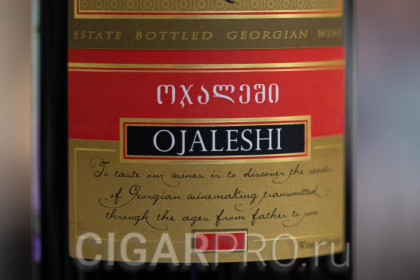 ESTATE BOTTLED GEORGIAN WINE
ოჯალეში
OJALESHI
To taste our wines is to discover the secrets
of Georgian winemaking transmitted
through the ages from father to
CIGARPRO.ru